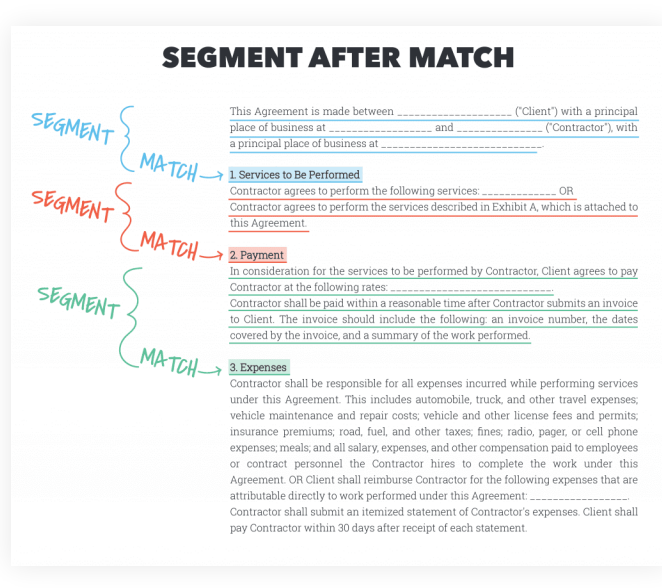 SEGMENT AFTER MATCH
SEGMENT
This Agreement is made between ____________________ ("Client") with a principal
place of business at __________________ and _______________ ("Contractor"), with
a principal place of business at ____________________________.
MATCH
1. Services to Be Performed
SEGMENT
Contractor agrees to perform the following services: _____________ OR
Contractor agrees to perform the services described in Exhibit A, which is attached to
this Agreement.
MATCH
2. Payment
SEGMENT
In consideration for the services to be performed by Contractor, Client agrees to pay
Contractor at the following rates: ____________________________.
Contractor shall be paid within a reasonable time after Contractor submits an invoice
to Client. The invoice should include the following: an invoice number, the dates
covered by the invoice, and a summary of the work performed.
MATCH
3. Expenses
Contractor shall be responsible for all expenses incurred while performing services
under this Agreement. This includes automobile, truck, and other travel expenses;
vehicle maintenance and repair costs; vehicle and other license fees and permits;
insurance premiums; road, fuel, and other taxes; fines; radio, pager, or cell phone
expenses; meals; and all salary, expenses, and other compensation paid to employees
or contract personnel the Contractor hires to complete the work under this
Agreement. OR Client shall reimburse Contractor for the following expenses that are
attributable directly to work performed under this Agreement: _________________.
Contractor shall submit an itemized statement of Contractor's expenses. Client shall
pay Contractor within 30 days after receipt of each statement.